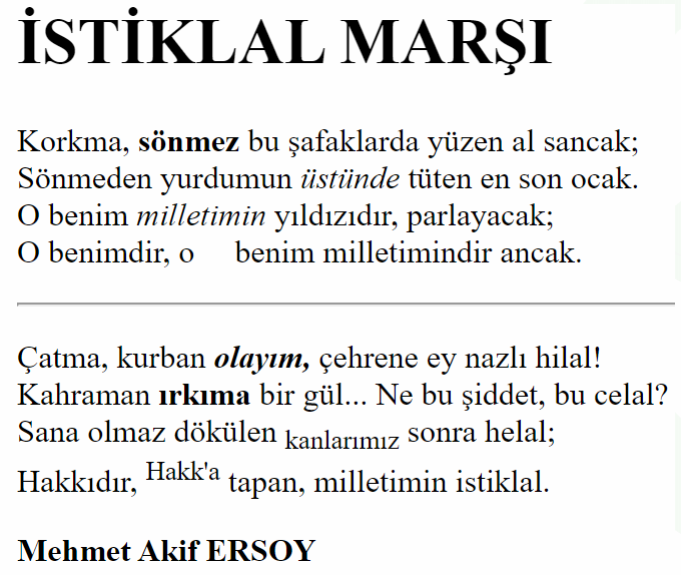 İSTİKLAL MARŞI
Korkma, sönmez bu şafaklarda yüzen al sancak;
Sönmeden yurdumun üstünde tüten en son ocak.
O benim milletimin yıldızıdır, parlayacak;
O benimdir, o     benim milletimindir ancak.
Çatma, kurban olayım, çehrene ey nazlı hilal!
Kahraman ırkıma bir gül... Ne bu şiddet, bu celal?
Sana olmaz dökülen kanlarımız sonra helal;
Hakkıdır, Hakk'a tapan, milletimin istiklal.
Mehmet Akif ERSOY